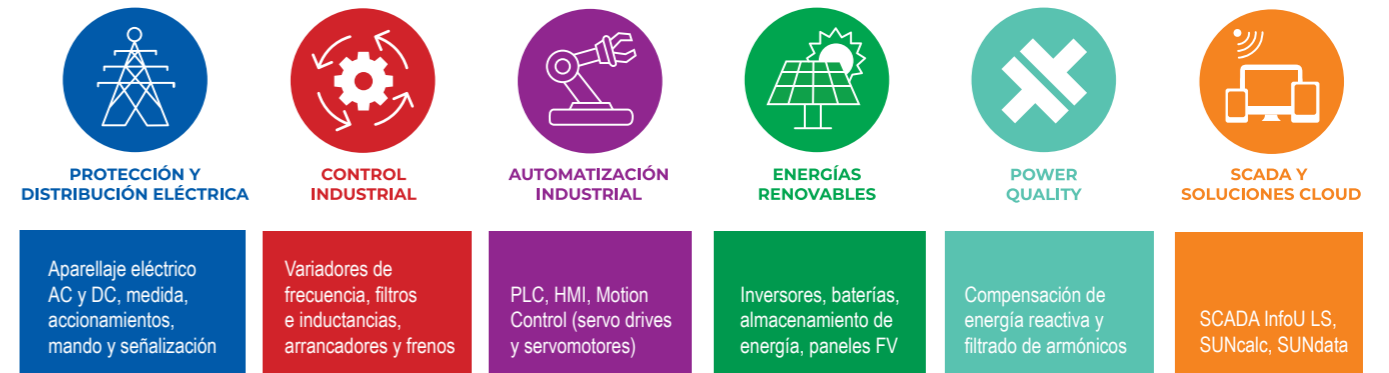 PROTECCIÓN Y
DISTRIBUCIÓN ELÉCTRICA
CONTROL
INDUSTRIAL
AUTOMATIZACIÓN
INDUSTRIAL
ENERGÍAS
RENOVABLES
POWER
QUALITY
SCADA Y
SOLUCIONES CLOUD
Aparellaje eléctrico
AC y DC, medida,
accionamientos,
mando y señalización
Variadores de
frecuencia, filtros
e inductancias,
arrancadores y frenos
PLC, HMI, Motion
Control (servo drives
y servomotores)
Inversores, baterías,
almacenamiento de
energía, paneles FV
Compensación de
energía reactiva y
filtrado de armónicos
SCADA InfoU LS,
SUNcalc, SUNdata